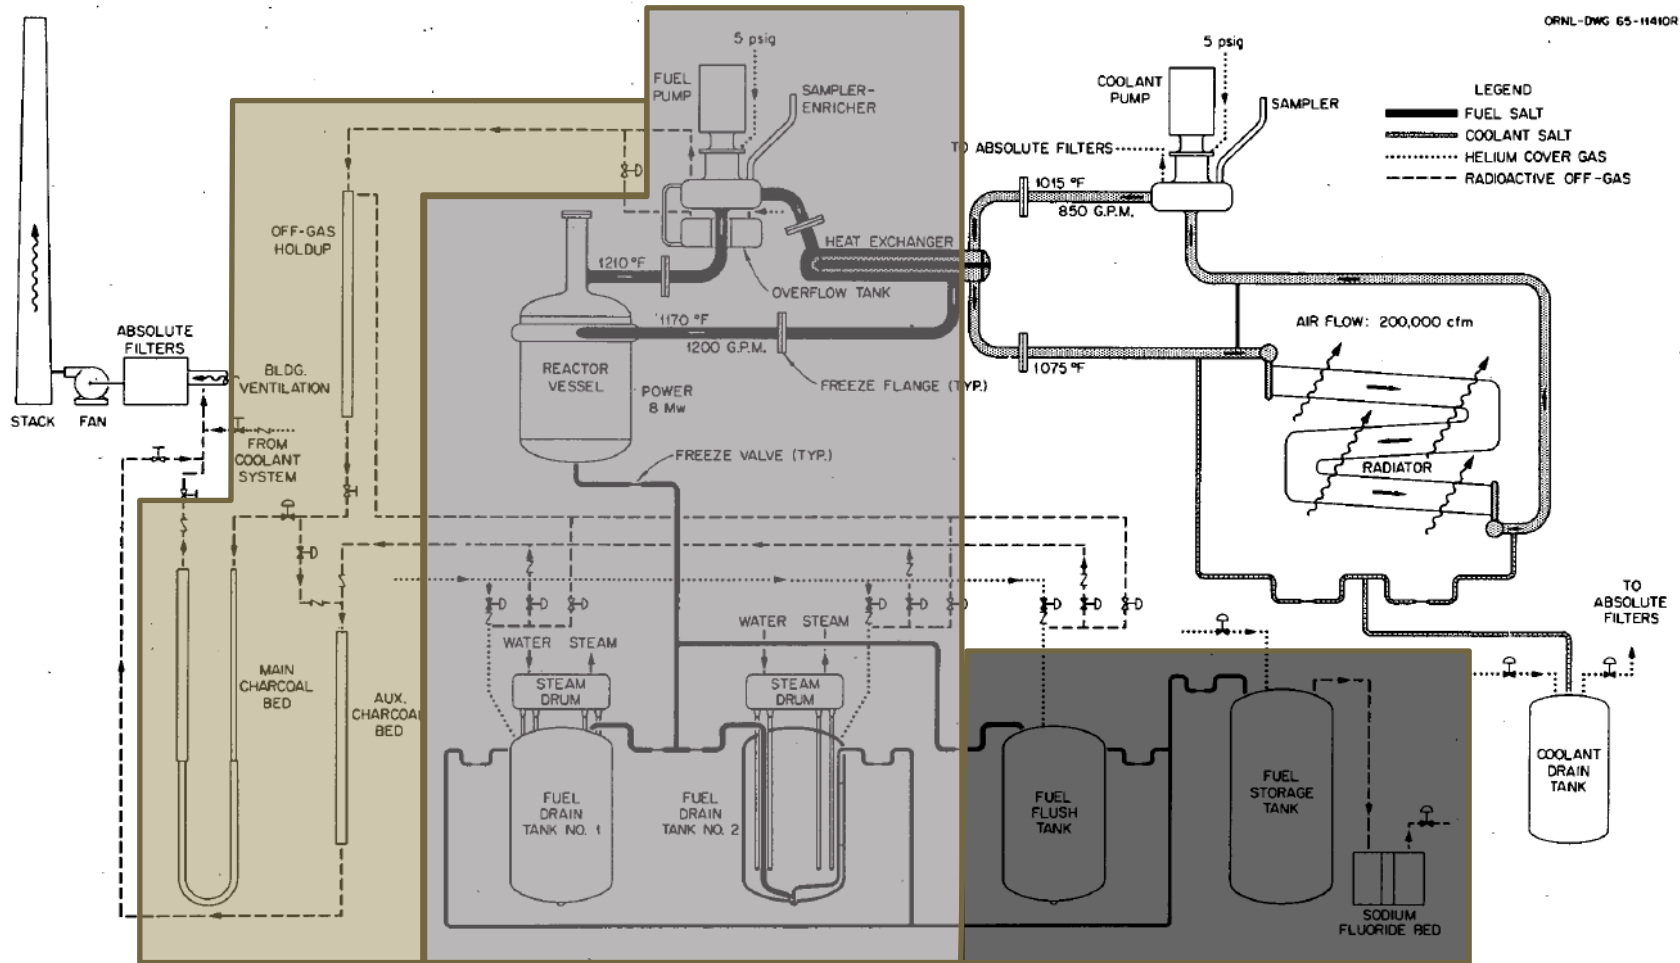 ORNL-DWG 65-11410R
5 psig
FUEL
PUMP
SAMPLER-
ENRICHER
5 psig
COOLANT
PUMP
SAMPLER
LEGEND
FUEL SALT
COOLANT SALT
HELIUM COVER GAS
RADIOACTIVE OFF-GAS
TO ABSOLUTE FILTERS
1015 °F
850 G.P.M.
OFF-GAS
HOLDUP
HEAT EXCHANGER
1210 °F
OVERFLOW TANK
1170 °F
1200 G.P.M.
AIR FLOW: 200,000 cfm
ABSOLUTE
FILTERS
BLDG.
VENTILATION
REACTOR
VESSEL
POWER
8 Mw
FREEZE FLANGE (TYP.)
1075 °F
STACK
FAN
FROM
COOLANT
SYSTEM
FREEZE VALVE (TYP.)
RADIATOR
TO
ABSOLUTE
FILTERS
WATER
STEAM
WATER
STEAM
MAIN
CHARCOAL
BED
AUX.
CHARCOAL
BED
STEAM
DRUM
STEAM
DRUM
FUEL
DRAIN
TANK NO. 1
FUEL
DRAIN
TANK NO. 2
FUEL
FLUSH
TANK
FUEL
STORAGE
TANK
COOLANT
DRAIN
TANK
SODIUM
FLUORIDE BED